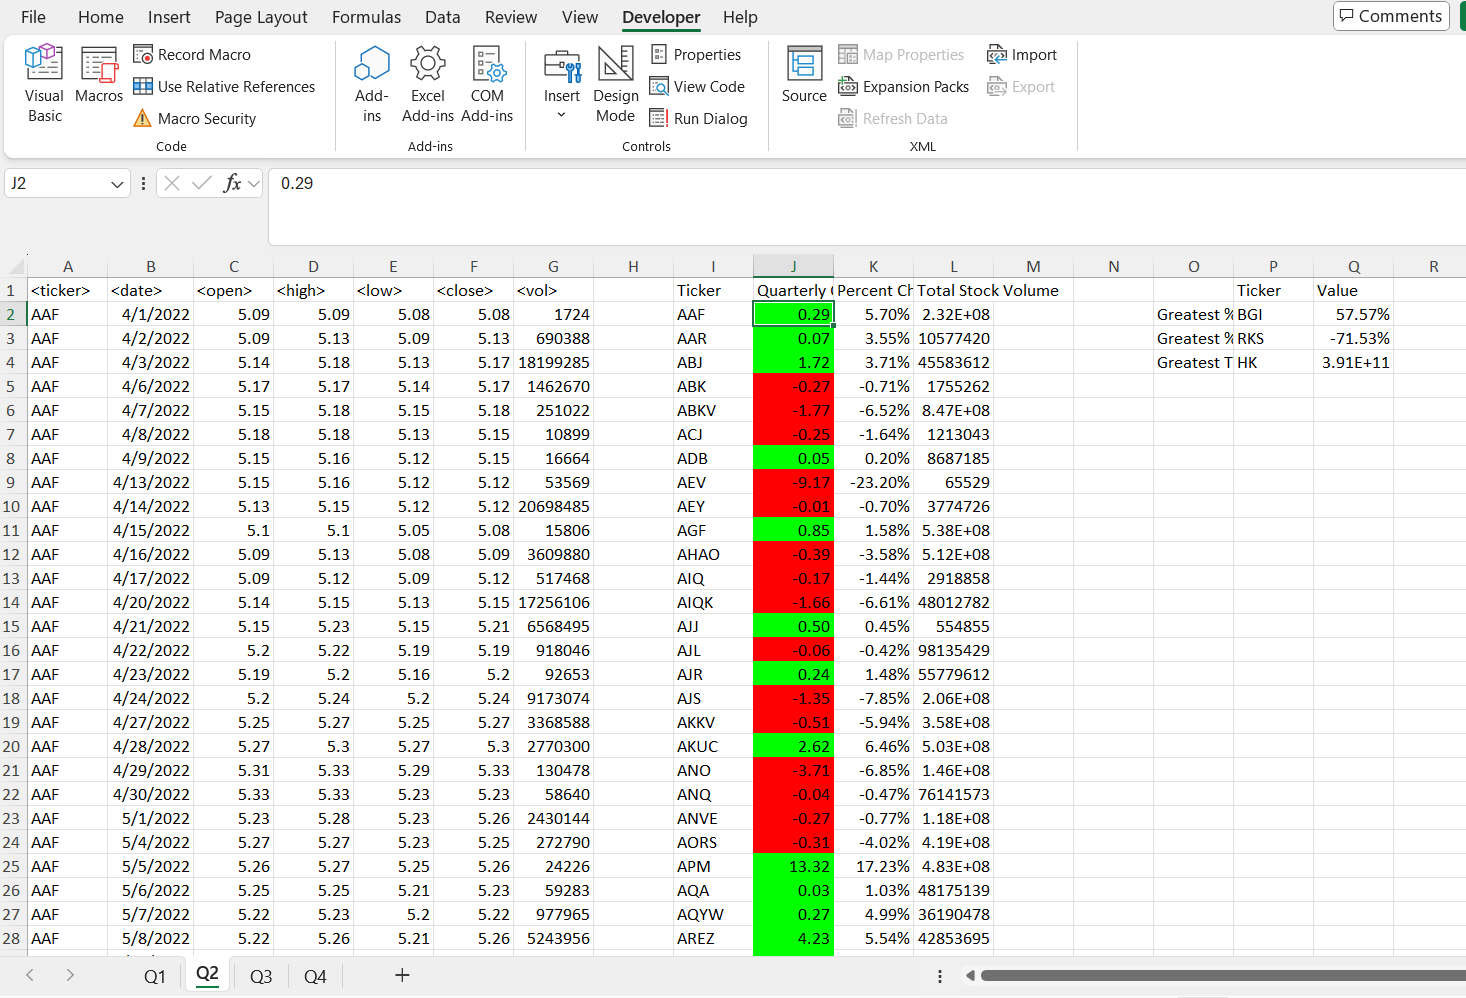 File Home Insert Page Layout Formulas Data Review View Developer Help Comments
Visual Basic Macros Record Macro Use Relative References Macro Security
Code
Add-ins Excel Add-ins COM Add-ins
Add-ins
Insert Design Mode Properties View Code Run Dialog
Controls
Source Map Properties Expansion Packs Refresh Data Import Export
XML
J2 fx 0.29
A B C D E F G H I J K L M N O P Q R
1 <ticker> <date> <open> <high> <low> <close> <vol> Ticker Quarterly Percent Ch Total Stock Volume Ticker Value
2 AAF 4/1/2022 5.09 5.09 5.08 5.08 1724 AAF 0.29 5.70% 2.32E+08 Greatest % BGI 57.57%
3 AAF 4/2/2022 5.09 5.13 5.09 5.13 690388 AAR 0.07 3.55% 10577420 Greatest % RKS -71.53%
4 AAF 4/3/2022 5.14 5.18 5.13 5.17 18199285 ABJ 1.72 3.71% 45583612 Greatest T HK 3.91E+11
5 AAF 4/6/2022 5.17 5.17 5.14 5.17 1462670 ABK -0.27 -0.71% 1755262
6 AAF 4/7/2022 5.15 5.18 5.15 5.18 251022 ABKV -1.77 -6.52% 8.47E+08
7 AAF 4/8/2022 5.18 5.18 5.13 5.15 10899 ACJ -0.25 -1.64% 1213043
8 AAF 4/9/2022 5.15 5.16 5.12 5.15 16664 ADB 0.05 0.20% 8687185
9 AAF 4/13/2022 5.15 5.16 5.12 5.12 53569 AEV -9.17 -23.20% 65529
10 AAF 4/14/2022 5.13 5.15 5.12 5.12 20698485 AEY -0.01 -0.70% 3774726
11 AAF 4/15/2022 5.1 5.1 5.05 5.08 15806 AGF 0.85 1.58% 5.38E+08
12 AAF 4/16/2022 5.09 5.13 5.08 5.09 3609880 AHAO -0.39 -3.58% 5.12E+08
13 AAF 4/17/2022 5.09 5.12 5.09 5.12 517468 AIQ -0.17 -1.44% 2918858
14 AAF 4/20/2022 5.14 5.15 5.13 5.15 17256106 AIQK -1.66 -6.61% 48012782
15 AAF 4/21/2022 5.15 5.23 5.15 5.21 6568495 AJJ 0.50 0.45% 554855
16 AAF 4/22/2022 5.2 5.22 5.19 5.19 918046 AJL -0.06 -0.42% 98135429
17 AAF 4/23/2022 5.19 5.2 5.16 5.2 92653 AJR 0.24 1.48% 55779612
18 AAF 4/24/2022 5.2 5.24 5.2 5.24 9173074 AJS -1.35 -7.85% 2.06E+08
19 AAF 4/27/2022 5.25 5.27 5.25 5.27 3368588 AKKV -0.51 -5.94% 3.58E+08
20 AAF 4/28/2022 5.27 5.3 5.27 5.3 2770300 AKUC 2.62 6.46% 5.03E+08
21 AAF 4/29/2022 5.31 5.33 5.29 5.33 130478 ANO -3.71 -6.85% 1.46E+08
22 AAF 4/30/2022 5.33 5.33 5.23 5.23 58640 ANQ -0.04 -0.47% 76141573
23 AAF 5/1/2022 5.23 5.28 5.23 5.26 2430144 ANVE -0.27 -0.77% 1.18E+08
24 AAF 5/4/2022 5.27 5.27 5.23 5.25 272790 AORS -0.31 -4.02% 4.19E+08
25 AAF 5/5/2022 5.26 5.27 5.25 5.26 24226 APM 13.32 17.23% 4.83E+08
26 AAF 5/6/2022 5.25 5.25 5.21 5.23 59283 AQA 0.03 1.03% 48175139
27 AAF 5/7/2022 5.22 5.23 5.2 5.22 977965 AQYW 0.27 4.99% 36190478
28 AAF 5/8/2022 5.22 5.26 5.21 5.26 5243956 AREZ 4.23 5.54% 42853695
Q1 Q2 Q3 Q4 +